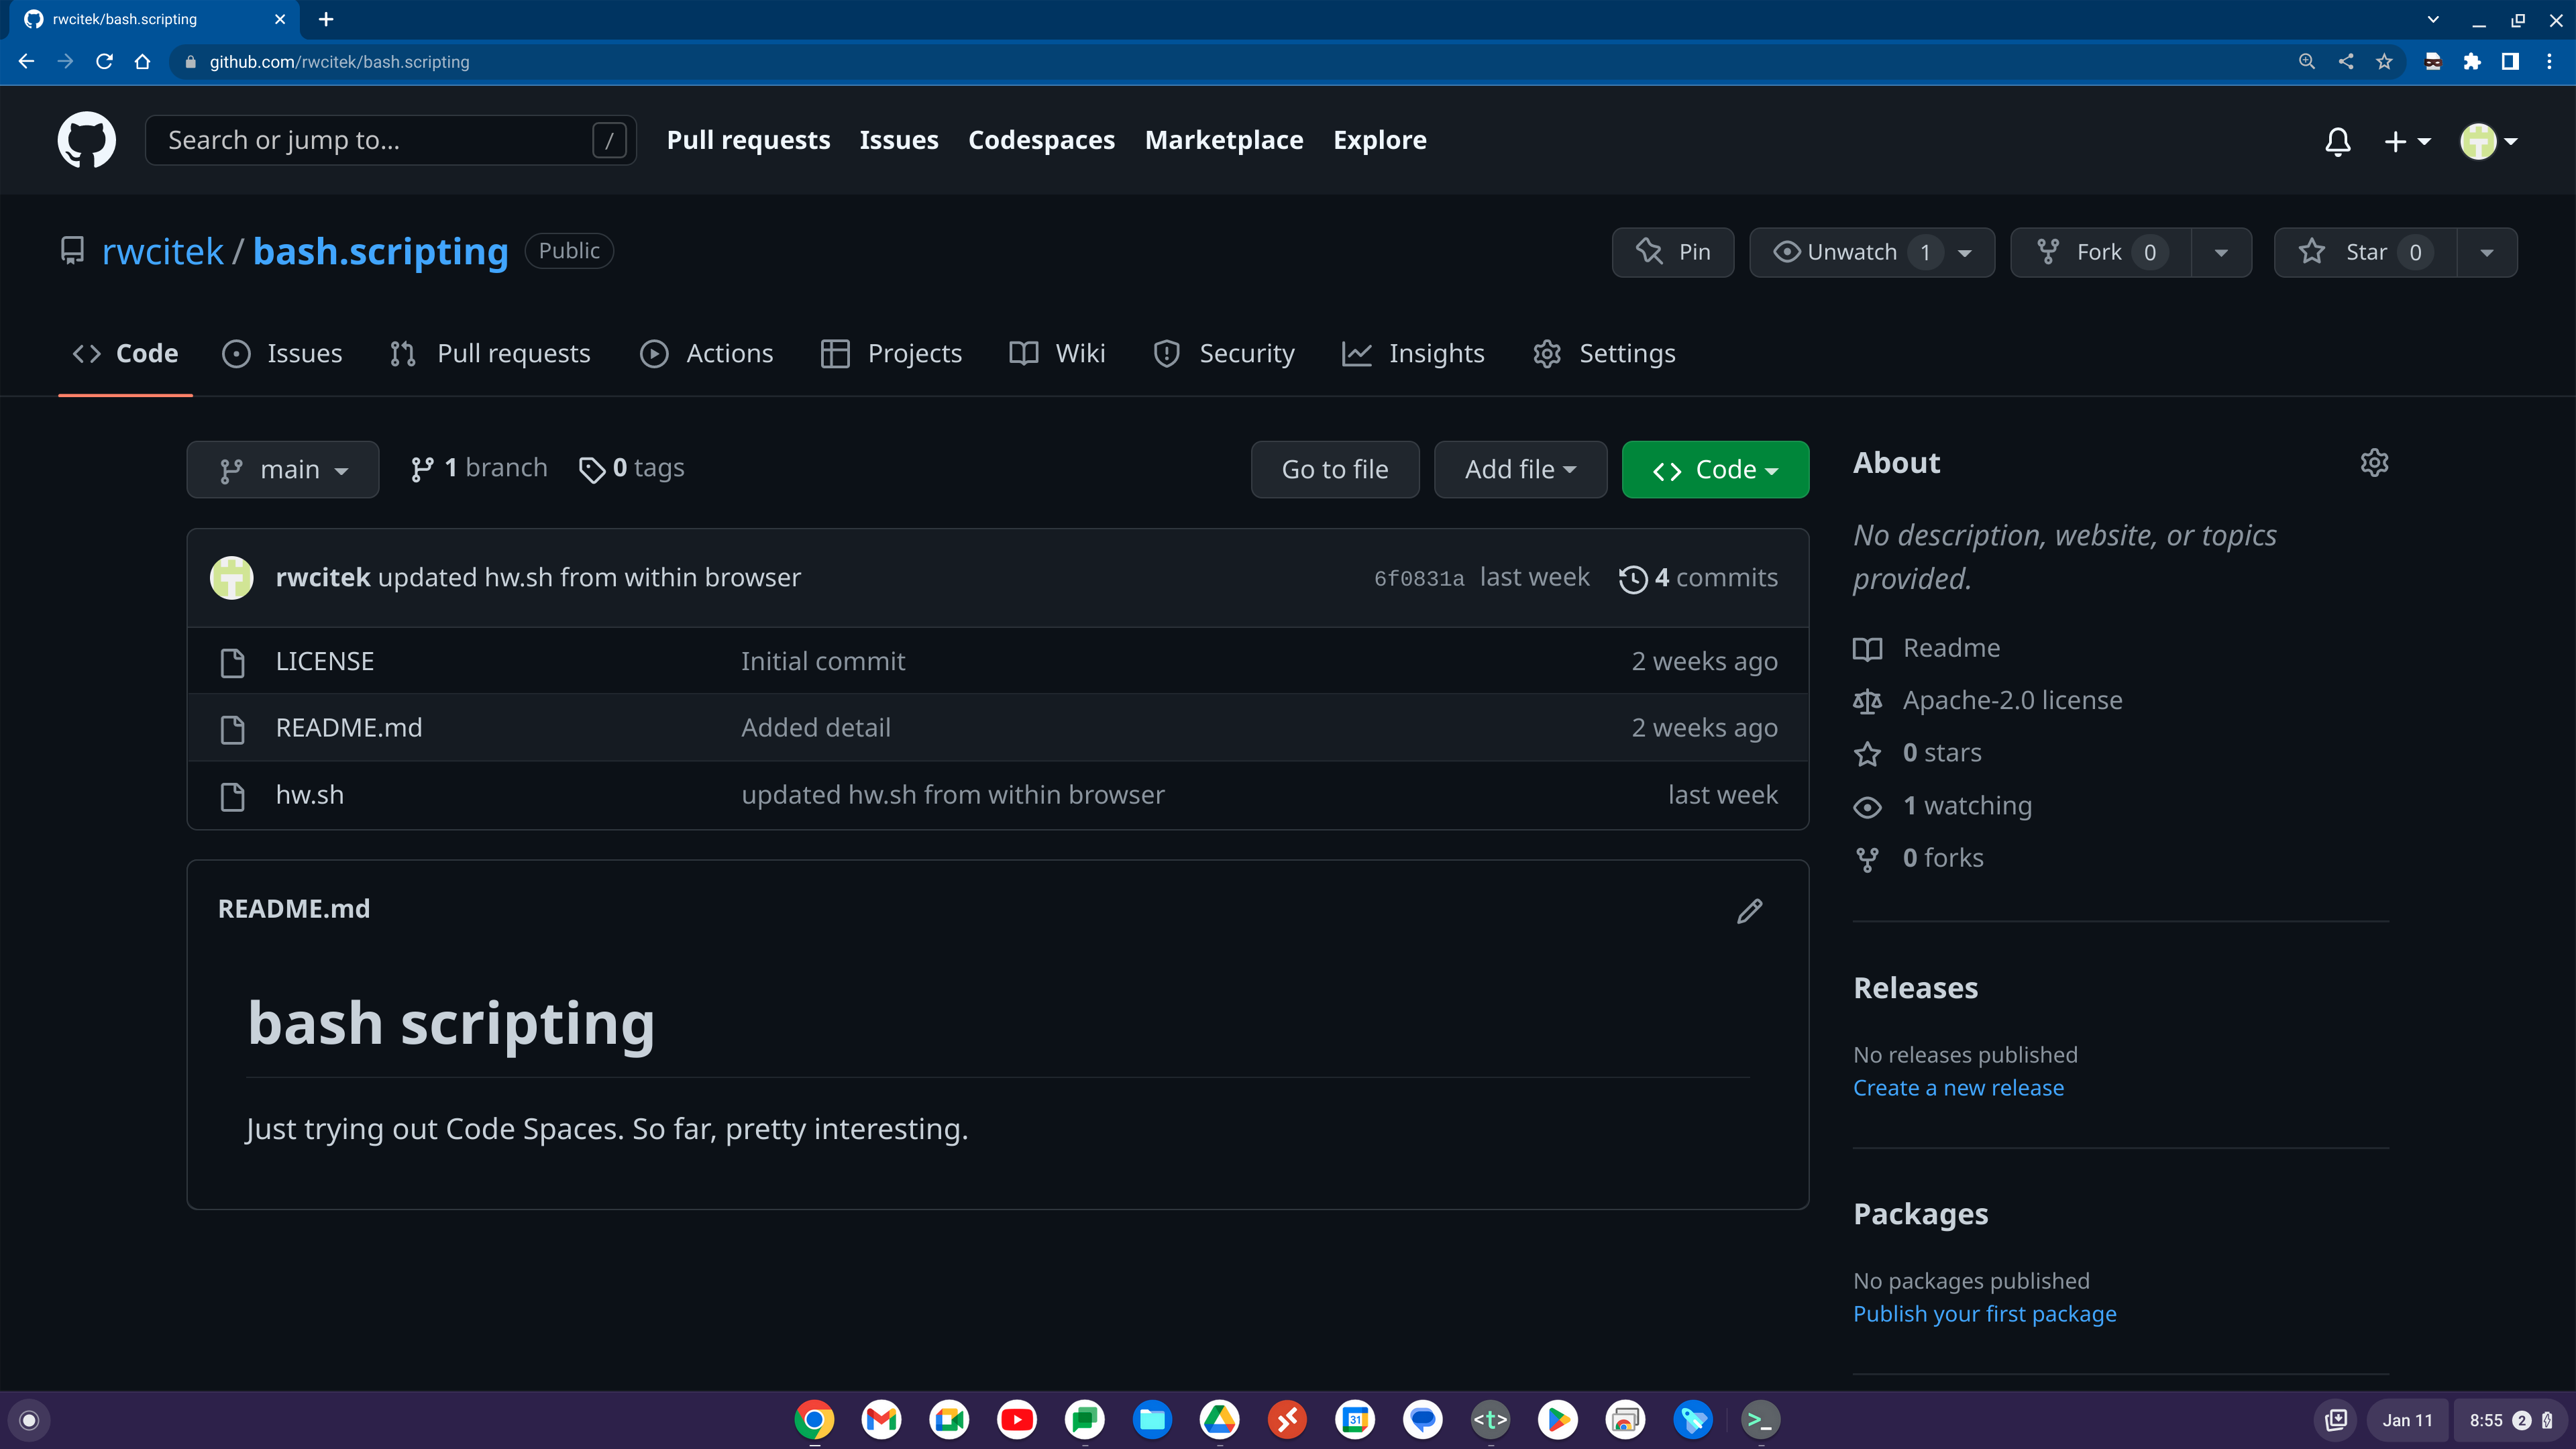 rwcitek/bash.scripting
github.com/rwcitek/bash.scripting
Search or jump to... /
Pull requests Issues Codespaces Marketplace Explore
rwcitek / bash.scripting Public
Pin Unwatch 1 Fork 0 Star 0
Code Issues Pull requests Actions Projects Wiki Security Insights Settings
main 1 branch 0 tags Go to file Add file Code
rwcitek updated hw.sh from within browser 6f0831a last week 4 commits
LICENSE Initial commit 2 weeks ago
README.md Added detail 2 weeks ago
hw.sh updated hw.sh from within browser last week
README.md
bash scripting
Just trying out Code Spaces. So far, pretty interesting.
About
No description, website, or topics
provided.
Readme
Apache-2.0 license
0 stars
1 watching
0 forks
Releases
No releases published
Create a new release
Packages
No packages published
Publish your first package
31 <t> >_
Jan 11 8:55 2